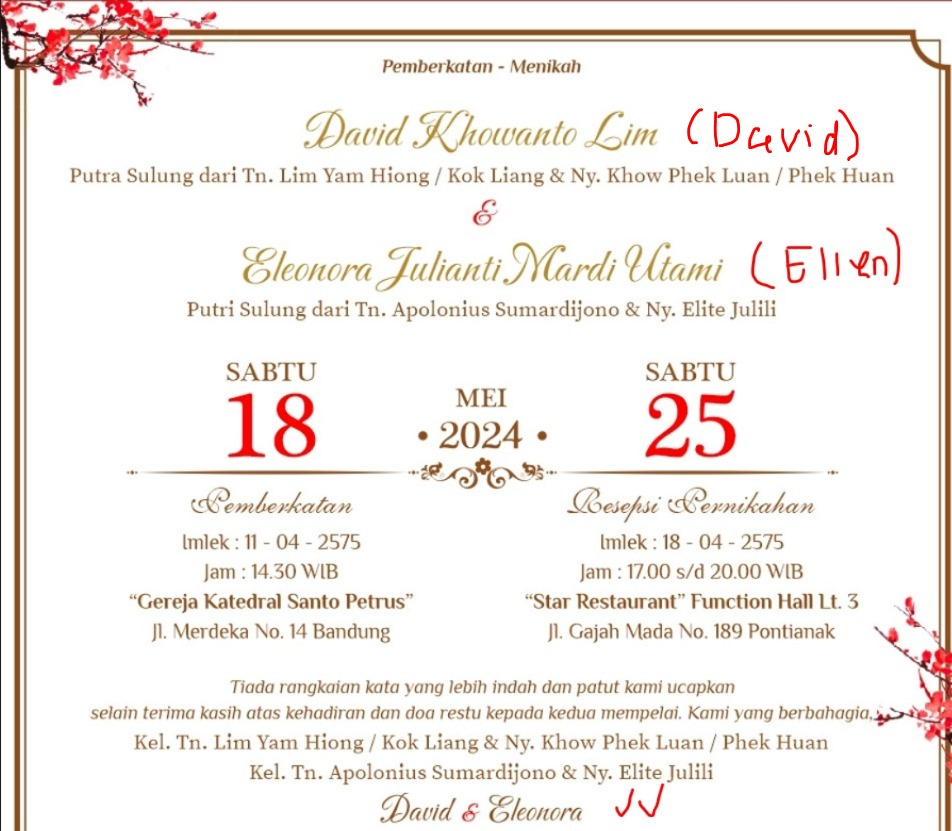 Pemberkatan - Menikah
David Khowanto Lim (David)
Putra Sulung dari Tn. Lim Yam Hiong / Kok Liang & Ny. Khow Phek Luan / Phek Huan
&
Eleonora Julianti Mardi Utami (Ellen)
Putri Sulung dari Tn. Apolonius Sumardijono & Ny. Elite Julili
SABTU
18
MEI
• 2024 •
SABTU
25
Pemberkatan
Imlek : 11 - 04 - 2575
Jam : 14.30 WIB
“Gereja Katedral Santo Petrus”
Jl. Merdeka No. 14 Bandung
Resepsi Pernikahan
Imlek : 18 - 04 - 2575
Jam : 17.00 s/d 20.00 WIB
“Star Restaurant” Function Hall Lt. 3
Jl. Gajah Mada No. 189 Pontianak
Tiada rangkaian kata yang lebih indah dan patut kami ucapkan
selain terima kasih atas kehadiran dan doa restu kepada kedua mempelai. Kami yang berbahagia,
Kel. Tn. Lim Yam Hiong / Kok Liang & Ny. Khow Phek Luan / Phek Huan
Kel. Tn. Apolonius Sumardijono & Ny. Elite Julili
David & Eleonora